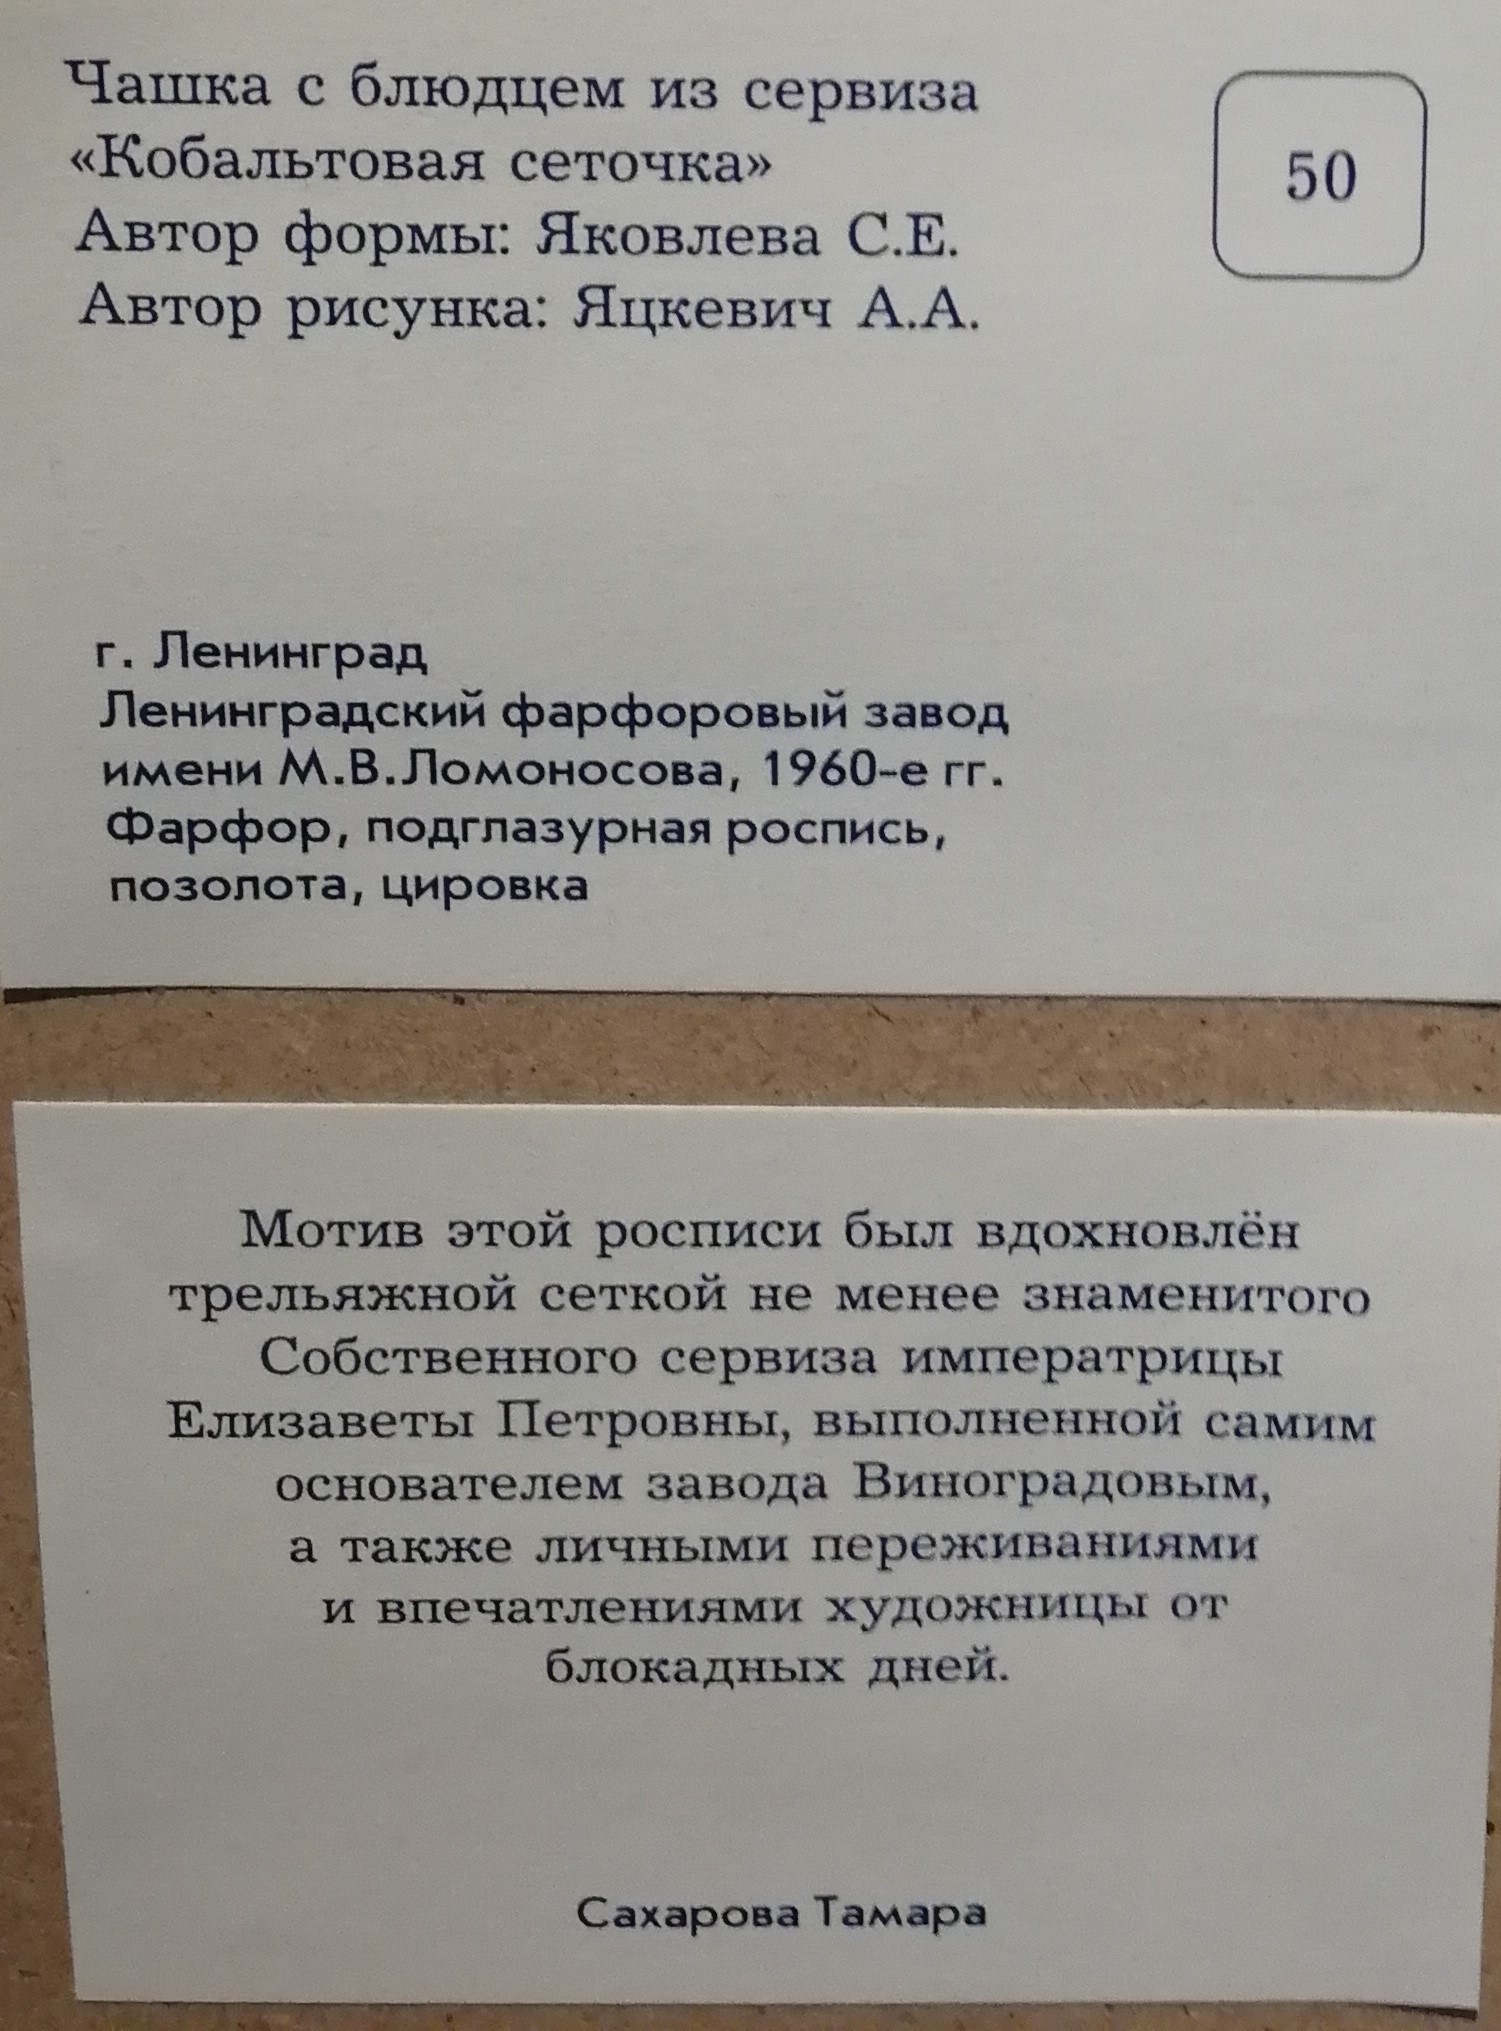 Чашка с блюдцем из сервиза
«Кобальтовая сеточка»
Автор формы: Яковлева С.Е.
Автор рисунка: Яцкевич А.А.
50
г. Ленинград
Ленинградский фарфоровый завод
имени М.В.Ломоносова, 1960-е гг.
Фарфор, подглазурная роспись,
позолота, цировка
Мотив этой росписи был вдохновлён
трельяжной сеткой не менее знаменитого
Собственного сервиза императрицы
Елизаветы Петровны, выполненной самим
основателем завода Виноградовым,
а также личными переживаниями
и впечатлениями художницы от
блокадных дней.
Сахарова Тамара